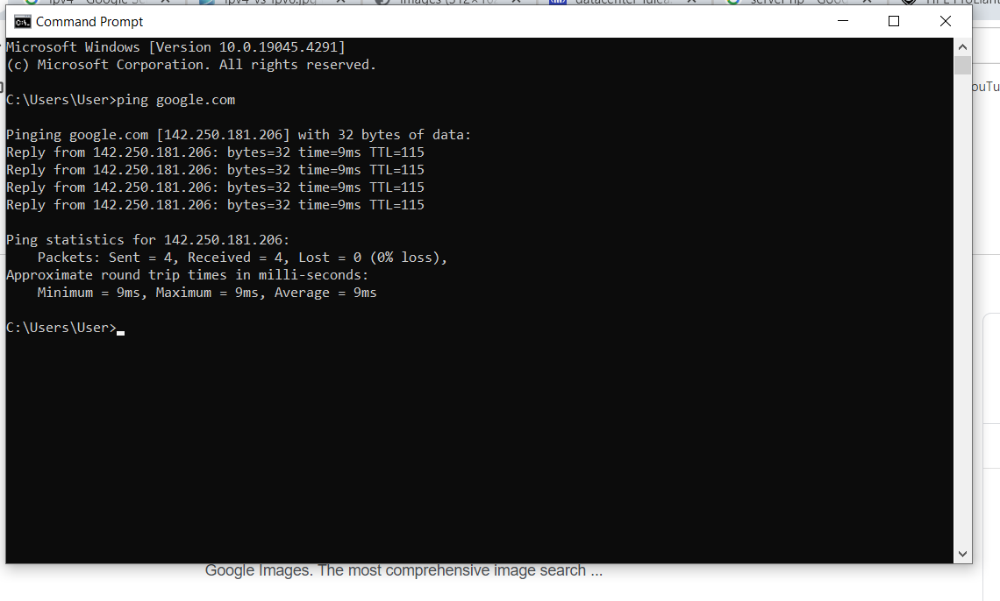 Command Prompt
Microsoft Windows [Version 10.0.19045.4291]
(c) Microsoft Corporation. All rights reserved.
C:\Users\User>ping google.com
Pinging google.com [142.250.181.206] with 32 bytes of data:
Reply from 142.250.181.206: bytes=32 time=9ms TTL=115
Reply from 142.250.181.206: bytes=32 time=9ms TTL=115
Reply from 142.250.181.206: bytes=32 time=9ms TTL=115
Reply from 142.250.181.206: bytes=32 time=9ms TTL=115
Ping statistics for 142.250.181.206:
    Packets: Sent = 4, Received = 4, Lost = 0 (0% loss),
Approximate round trip times in milli-seconds:
    Minimum = 9ms, Maximum = 9ms, Average = 9ms
C:\Users\User>
ouTu
Google Images. The most comprehensive image search ...